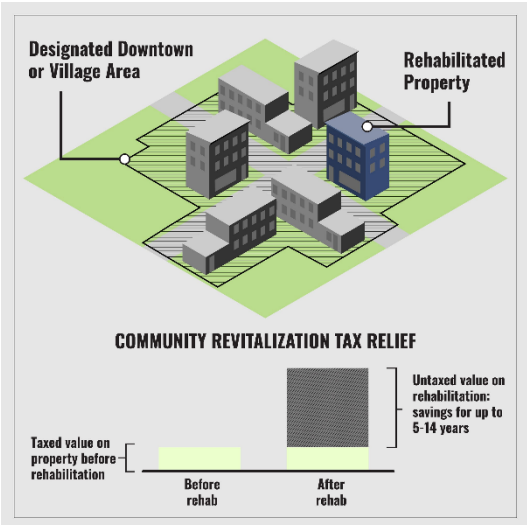 Designated Downtown
or Village Area
Rehabilitated
Property
COMMUNITY REVITALIZATION TAX RELIEF
Untaxed value on
rehabilitation:
savings for up to
5-14 years
Taxed value on
property before
rehabilitation
Before
rehab
After
rehab